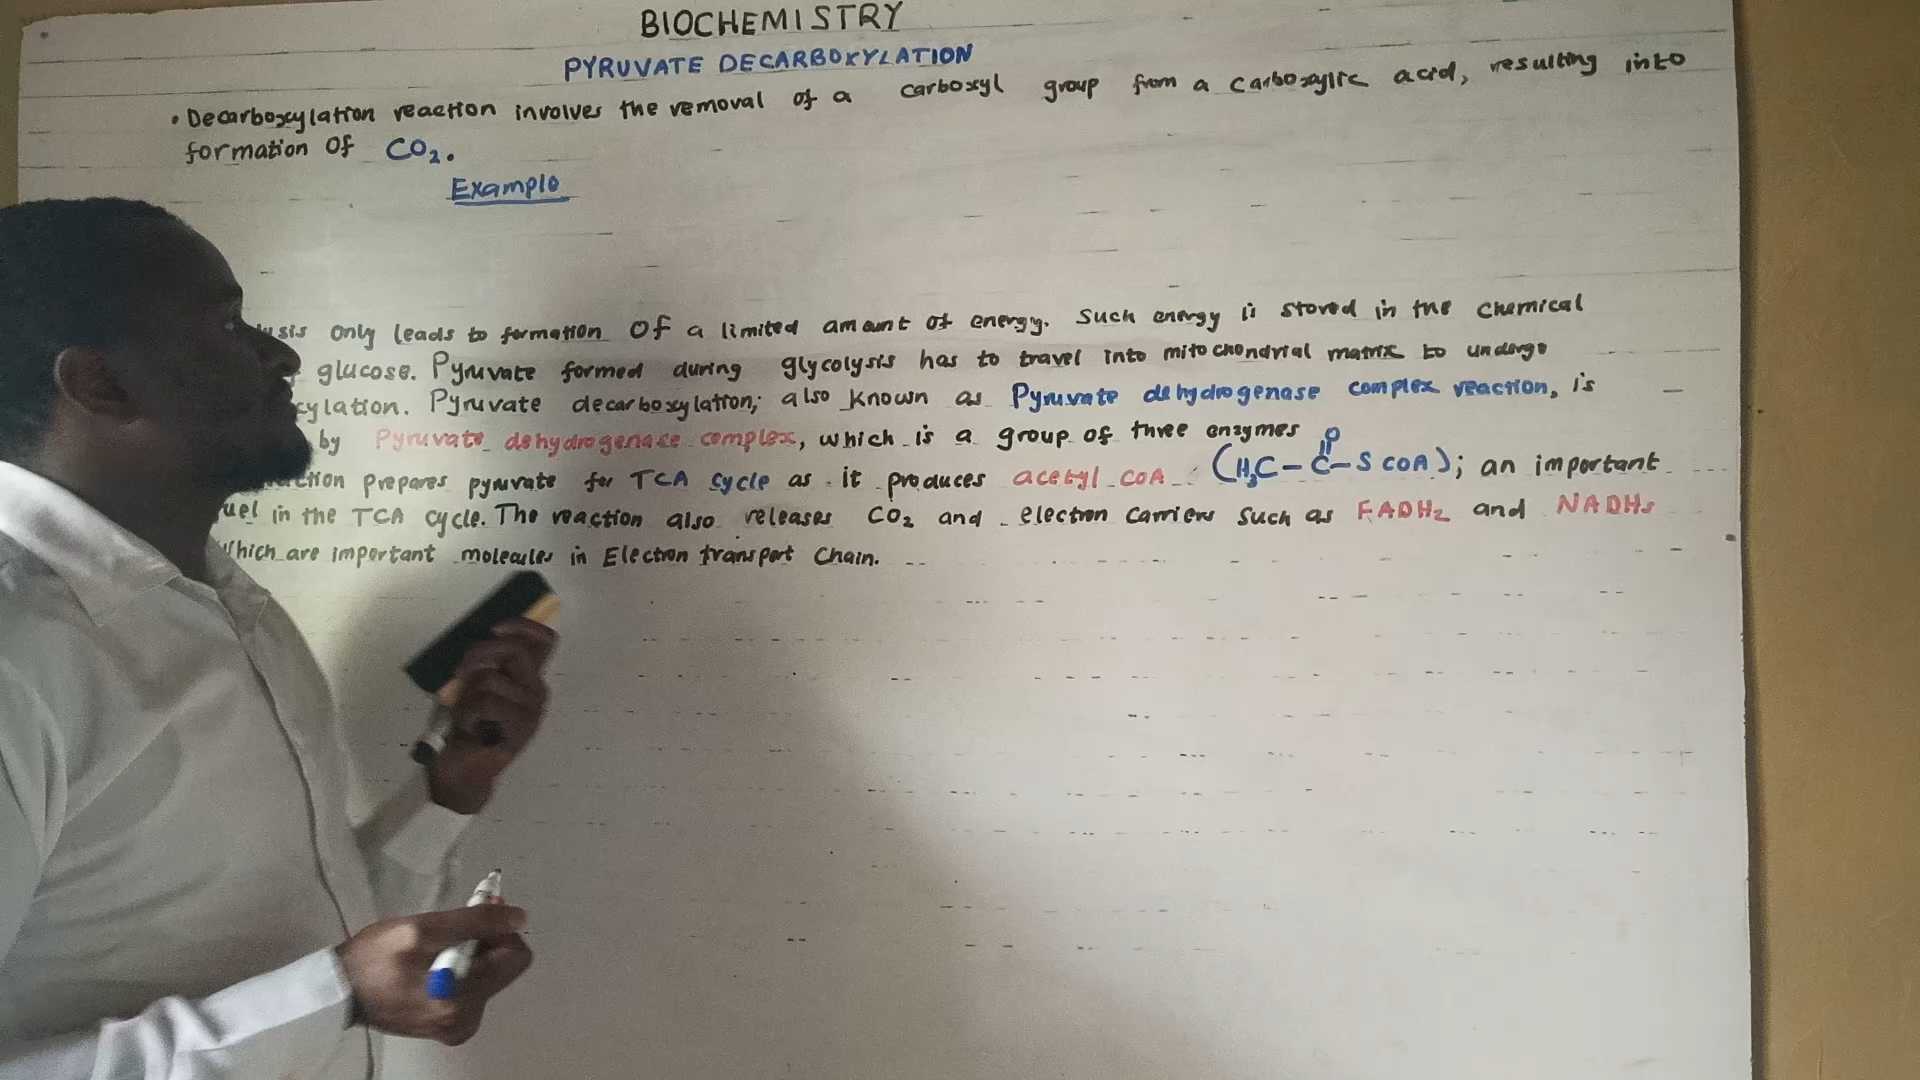 BIOCHEMISTRY
PYRUVATE DECARBOXYLATION
• Decarboxylation reaction involves the removal of a carboxyl group from a carboxylic acid, resulting into
formation of CO₂.
Example
only leads to formation of a limited amount of energy. Such energy is stored in the chemical
glucose. Pyruvate formed during glycolysis has to travel into mitochondrial matrix to undergo
Pyruvate decarboxylation; also known as Pyruvate dehydrogenase complex reaction, is
by Pyruvate dehydrogenase complex, which is a group of three enzymes
prepares pyruvate for TCA cycle as it produces acetyl COA (H₃C – C – S COA); an important
O
in the TCA cycle. The reaction also releases CO₂ and electron carriers such as FADH₂ and NADHs
which are important molecules in Electron transport Chain.